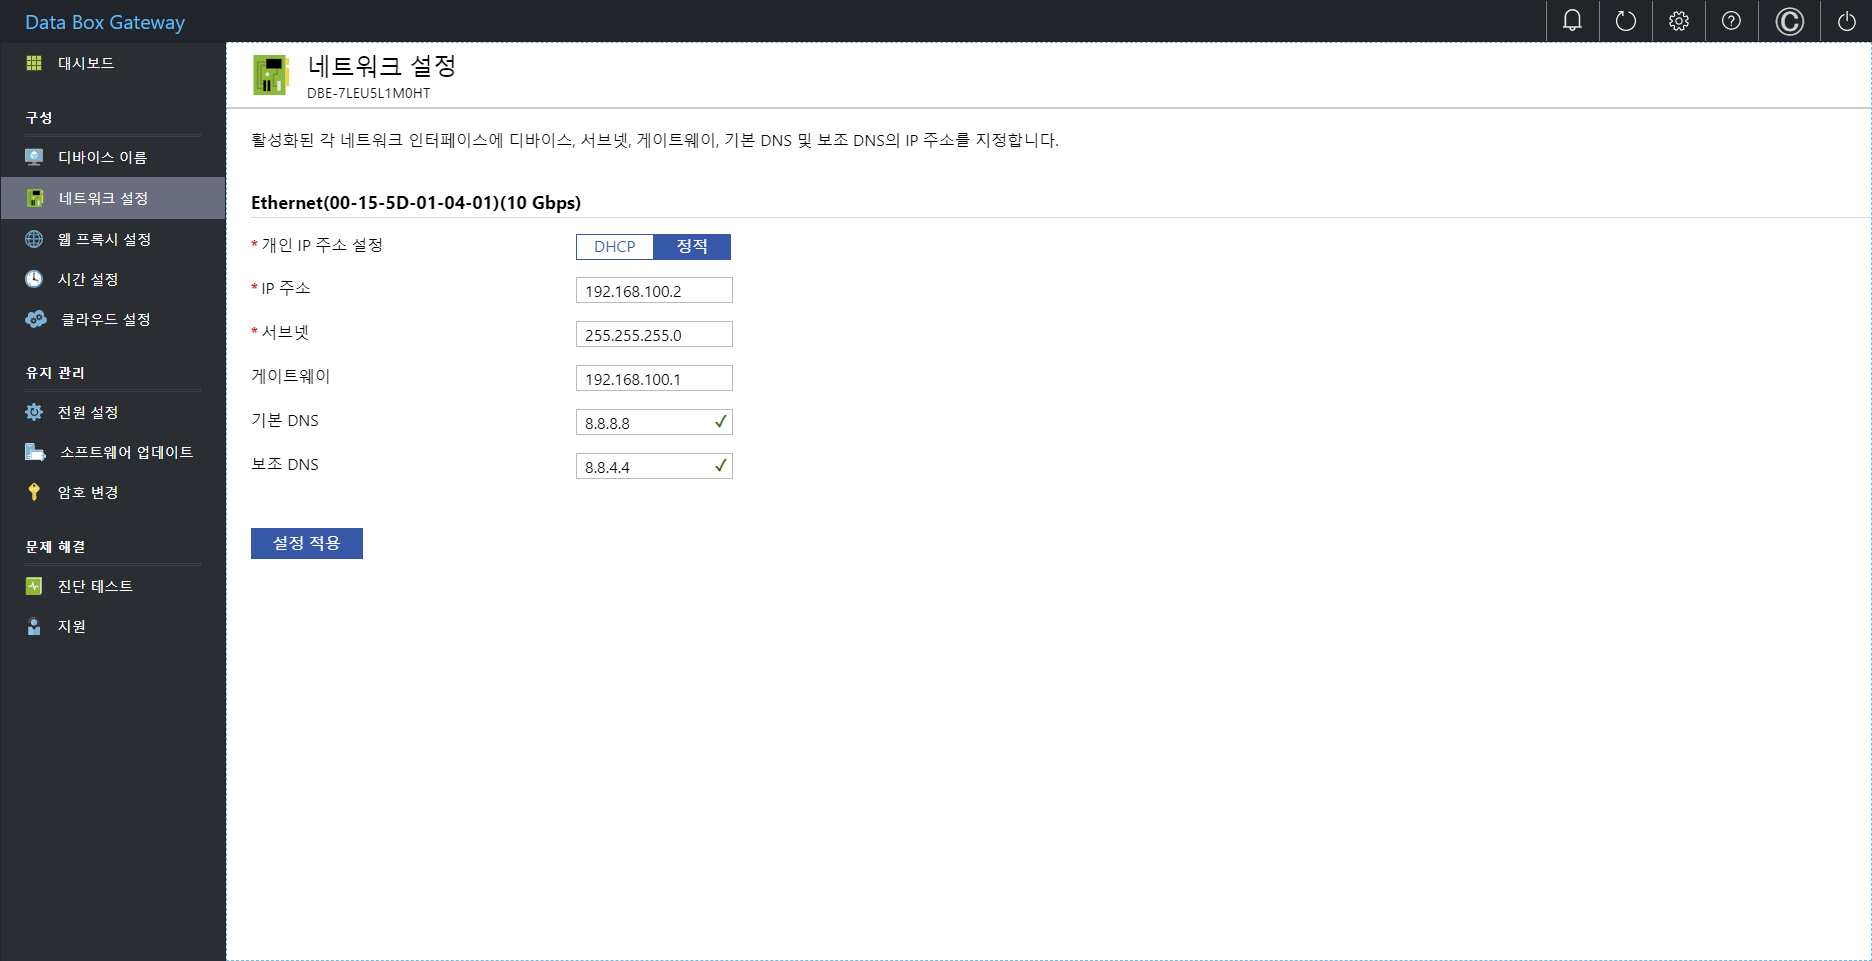 Data Box Gateway
대시보드
구성
디바이스 이름
네트워크 설정
웹 프록시 설정
시간 설정
클라우드 설정
유지 관리
전원 설정
소프트웨어 업데이트
암호 변경
문제 해결
진단 테스트
지원
네트워크 설정
DBE-7LEU5L1M0HT
활성화된 각 네트워크 인터페이스에 디바이스, 서브넷, 게이트웨이, 기본 DNS 및 보조 DNS의 IP 주소를 지정합니다.
Ethernet(00-15-5D-01-04-01)(10 Gbps)
* 개인 IP 주소 설정 DHCP 정적
* IP 주소 192.168.100.2
* 서브넷 255.255.255.0
게이트웨이 192.168.100.1
기본 DNS 8.8.8.8
보조 DNS 8.8.4.4
설정 적용